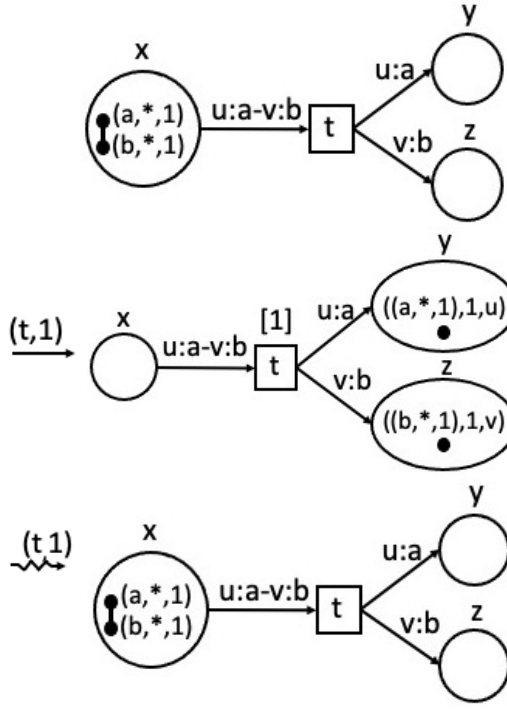 y
x
u:a
(a,*,1)
u:a-v:b
t
(b,*,1)
z
v:b
y
(t,1)
x
[1]
u:a
((a,*,1),1,u)
u:a-v:b
t
z
v:b
((b,*,1),1,v)
y
(t 1)
x
u:a
(a,*,1)
u:a-v:b
t
(b,*,1)
z
v:b